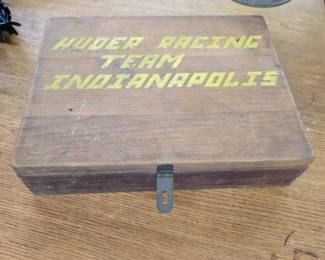 HUDER RACING
TEAM
INDIANAPOLIS